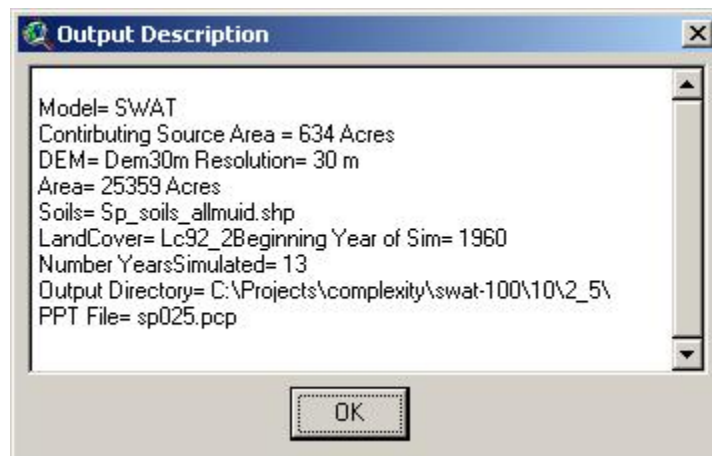 Output Description
Model= SWAT
Contirbuting Source Area = 634 Acres
DEM= Dem30m Resolution= 30 m
Area= 25359 Acres
Soils= Sp_soils_allmuid.shp
LandCover= Lc92_2Beginning Year of Sim= 1960
Number YearsSimulated= 13
Output Directory= C:\Projects\complexity\swat-100\10\2_5\
PPT File= sp025.pcp
OK